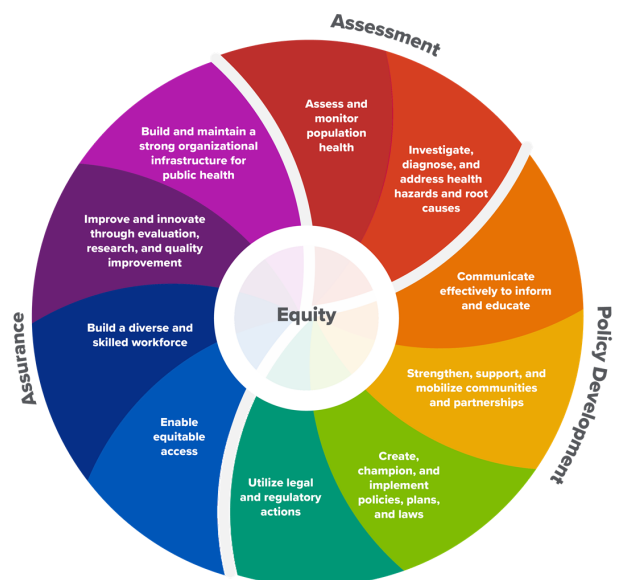 Assessment
Assess and
monitor
population
health
Investigate,
diagnose, and
address health
hazards and root
causes
Communicate
effectively to inform
and educate
Policy Development
Strengthen, support, and
mobilize communities
and partnerships
Create,
champion, and
implement
policies, plans,
and laws
Utilize legal
and regulatory
actions
Enable
equitable
access
Assurance
Build a diverse and
skilled workforce
Improve and innovate
through evaluation,
research, and quality
improvement
Build and maintain a
strong organizational
infrastructure for
public health
Equity